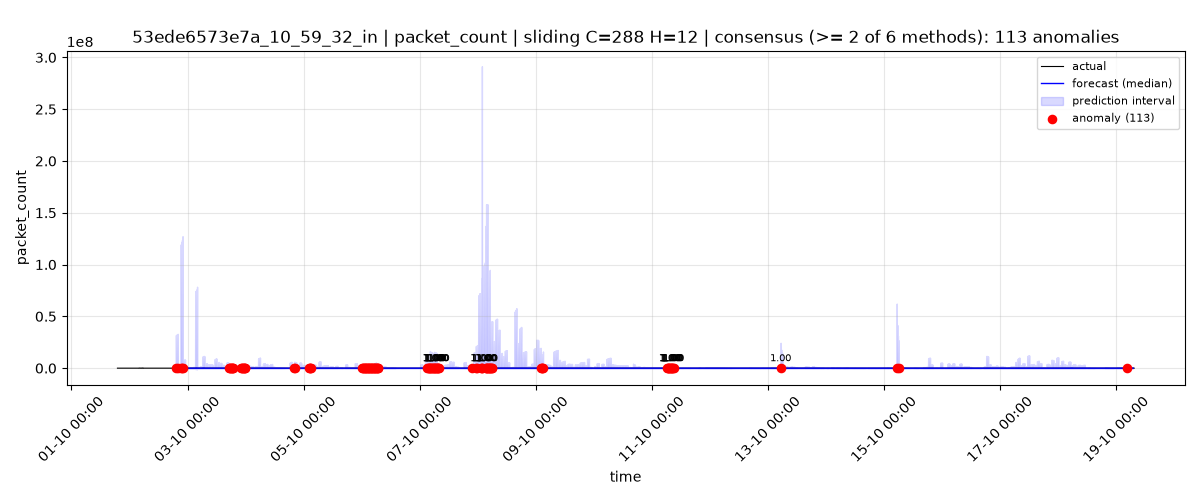 53ede6573e7a_10_59_32_in | packet_count | sliding C=288 H=12 | consensus (>= 2 of 6 methods): 113 anomalies
1e8
3.0
2.5
2.0
1.5
1.0
0.5
0.0
packet_count
actual
forecast (median)
prediction interval
anomaly (113)
1.00
01-10 00:00
03-10 00:00
05-10 00:00
07-10 00:00
09-10 00:00
11-10 00:00
13-10 00:00
15-10 00:00
17-10 00:00
19-10 00:00
time